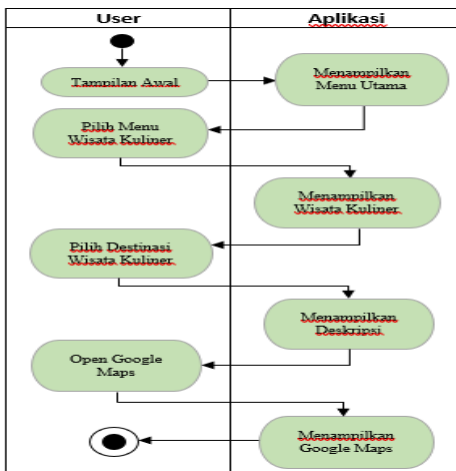 User
Aplikasi
Tampilan Awal
Menampilkan
Menu Utama
Pilih Menu
Wisata Kuliner
Menampilkan
Wisata Kuliner
Pilih Destinasi
Wisata Kuliner
Menampilkan
Deskripsi
Open Google
Maps
Menampilkan
Google Maps